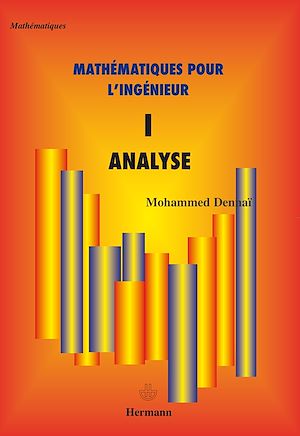 Mathématiques
MATHÉMATIQUES POUR
L'INGÉNIEUR
I
ANALYSE
Mohammed Dennaï
Hermann